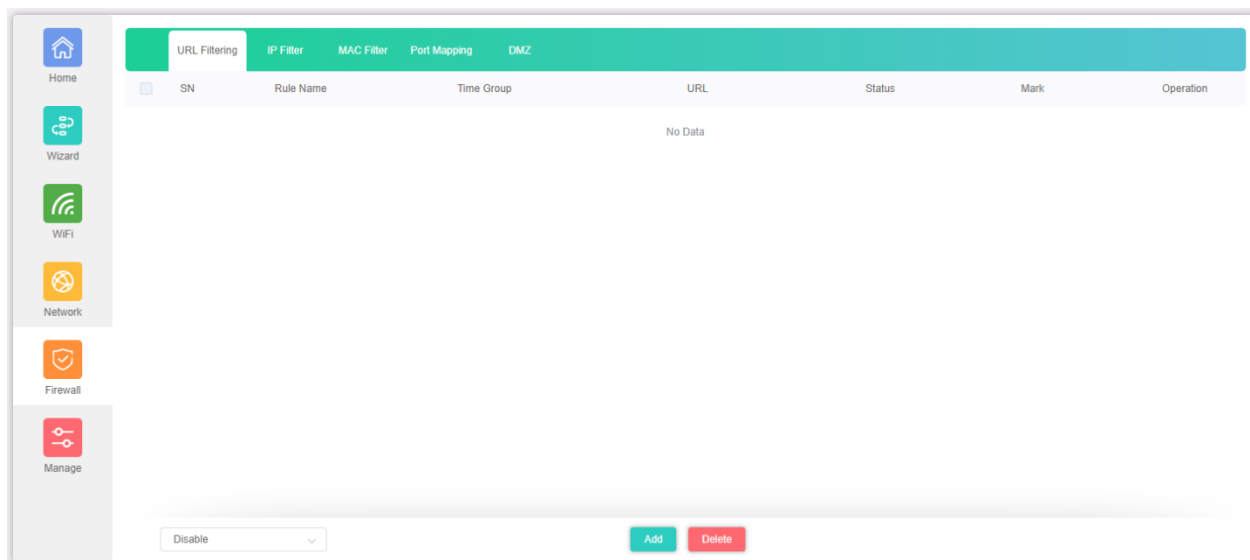 Home
Wizard
WiFi
Network
Firewall
Manage
URL Filtering IP Filter MAC Filter Port Mapping DMZ
SN Rule Name Time Group URL Status Mark Operation
No Data
Disable Add Delete